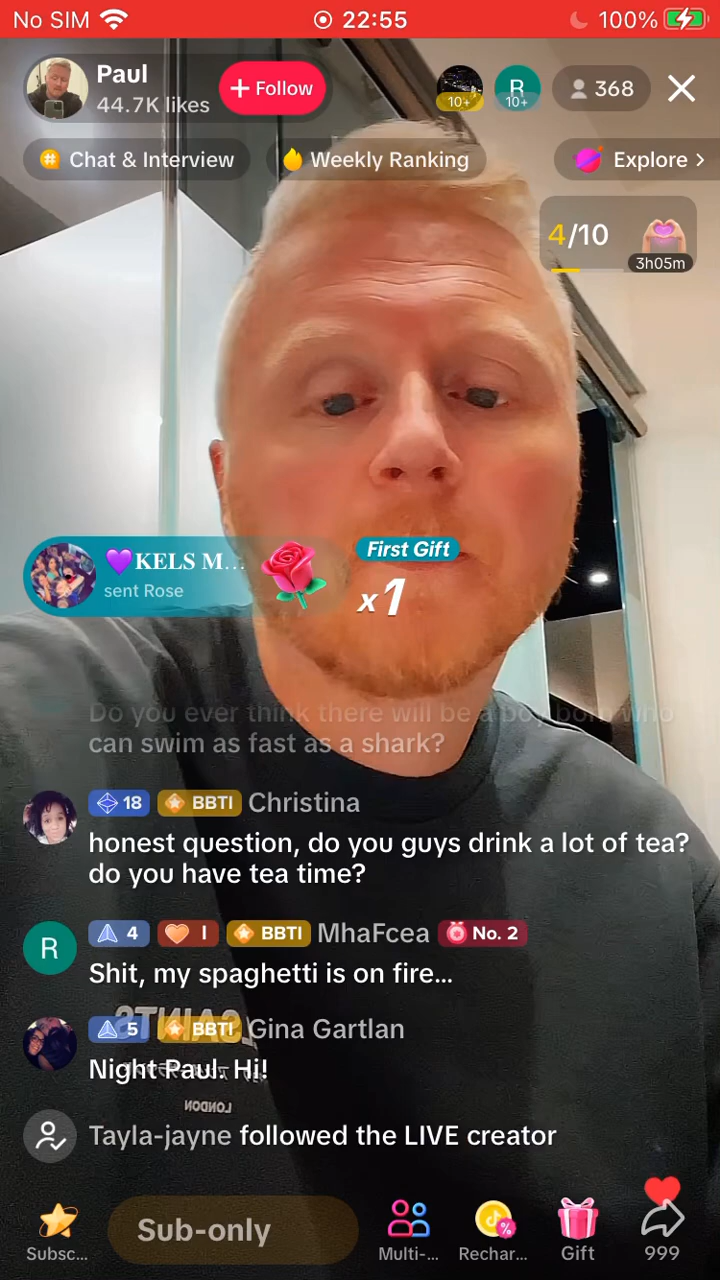 No SIM 22:55 100%
Paul
44.7K likes
+ Follow
10+
R
10+
368
Chat & Interview
Weekly Ranking
Explore >
4/10
3h05m
💜KELS M...
sent Rose
First Gift
x1
Do you ever think there will be a boy born who
can swim as fast as a shark?
18 BBTI Christina
honest question, do you guys drink a lot of tea?
do you have tea time?
R
4 I BBTI MhaFcea No. 2
Shit, my spaghetti is on fire...
5 BBTI Gina Gartlan
Night Paul. Hi!
SAINTS
LONDON
Tayla-jayne followed the LIVE creator
Subsc...
Sub-only
Multi-...
Rechar...
Gift
999